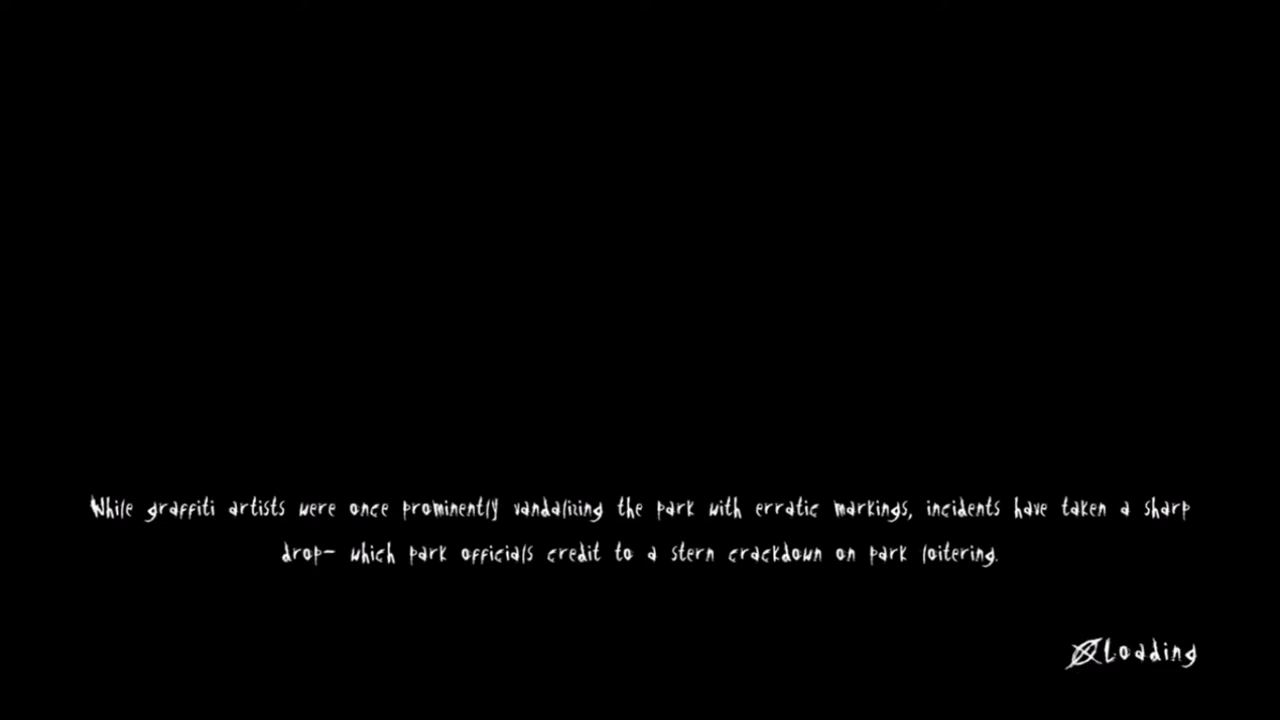 While graffiti artists were once prominently vandalizing the park with erratic markings, incidents have taken a sharp
drop- which park officials credit to a stern crackdown on park loitering.
Loading